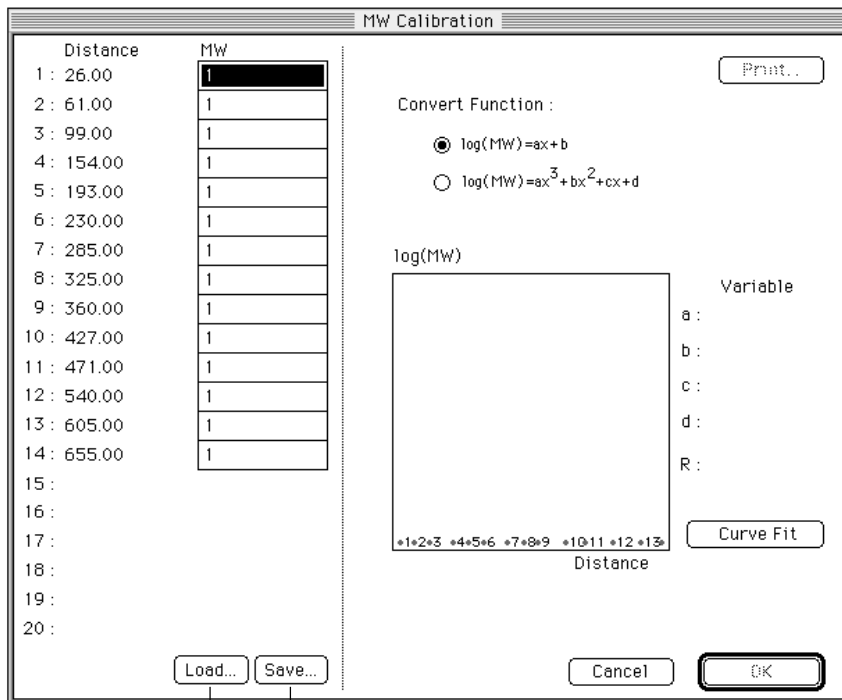 MW Calibration
Distance MW
1 : 26.00 1
2 : 61.00 1
3 : 99.00 1
4 : 154.00 1
5 : 193.00 1
6 : 230.00 1
7 : 285.00 1
8 : 325.00 1
9 : 360.00 1
10 : 427.00 1
11 : 471.00 1
12 : 540.00 1
13 : 605.00 1
14 : 655.00 1
15 :
16 :
17 :
18 :
19 :
20 :
Load... Save...
Print...
Convert Function :
log(MW)=ax+b
log(MW)=ax³+bx²+cx+d
log(MW)
Variable
a :
b :
c :
d :
R :
1 2 3 4 5 6 7 8 9 10 11 12 13
Distance
Curve Fit
Cancel OK